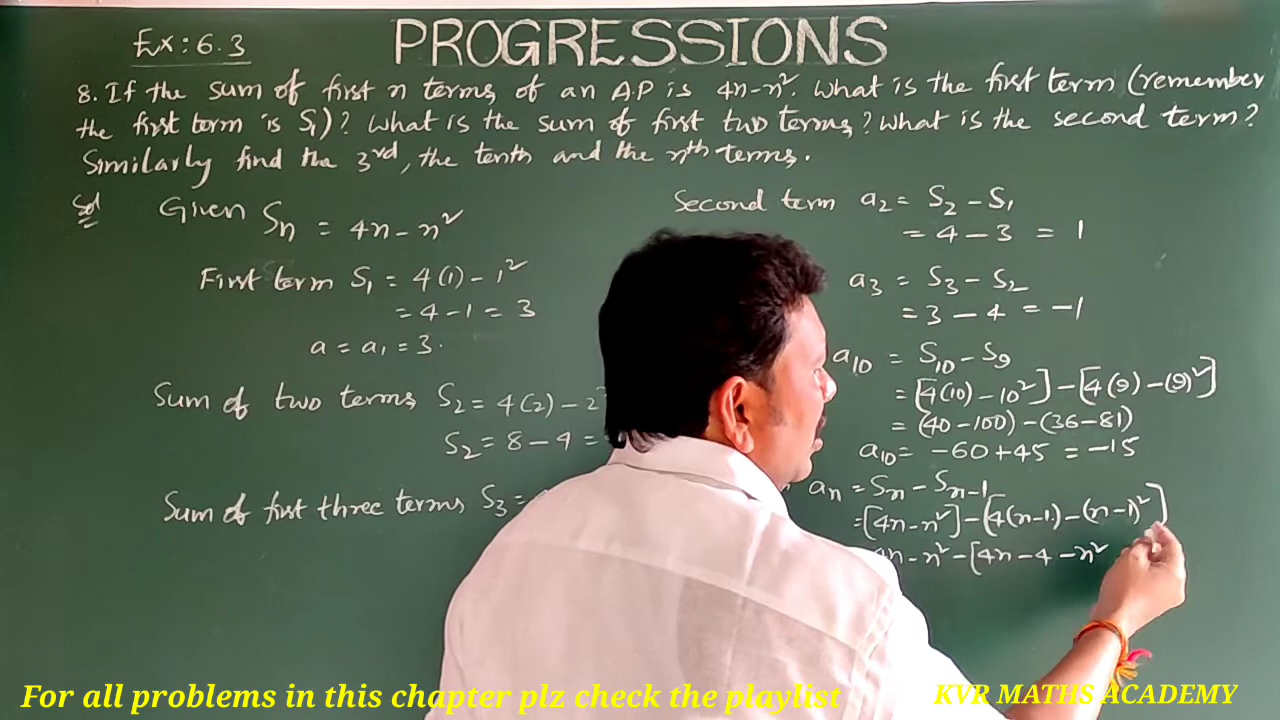 Ex: 6.3
PROGRESSIONS
8. If the sum of first n terms of an A.P is 4n-n². What is the first term (remember
the first term is S₁)? What is the sum of first two terms? What is the second term?
Similarly find the 3rd, the tenth and the nth terms.
Sol
Given Sₙ = 4n-n²
First term S₁ = 4(1)-1²
= 4-1 = 3
a = a₁ = 3.
Sum of two terms S₂ = 4(2)-2
S₂ = 8-4 =
Sum of first three terms S₃ =
Second term a₂ = S₂-S₁
= 4-3 = 1
a₃ = S₃-S₂
= 3-4 = -1
a₁₀ = S₁₀-S₉
= [4(10)-10²]-[4(9)-(9)²]
= (40-100)-(36-81)
a₁₀ = -60+45 = -15
aₙ = Sₙ-Sₙ₋₁
= [4n-n²]-[4(n-1)-(n-1)²]
4n-n²-[4n-4-n²
For all problems in this chapter plz check the playlist
KVR MATHS ACADEMY